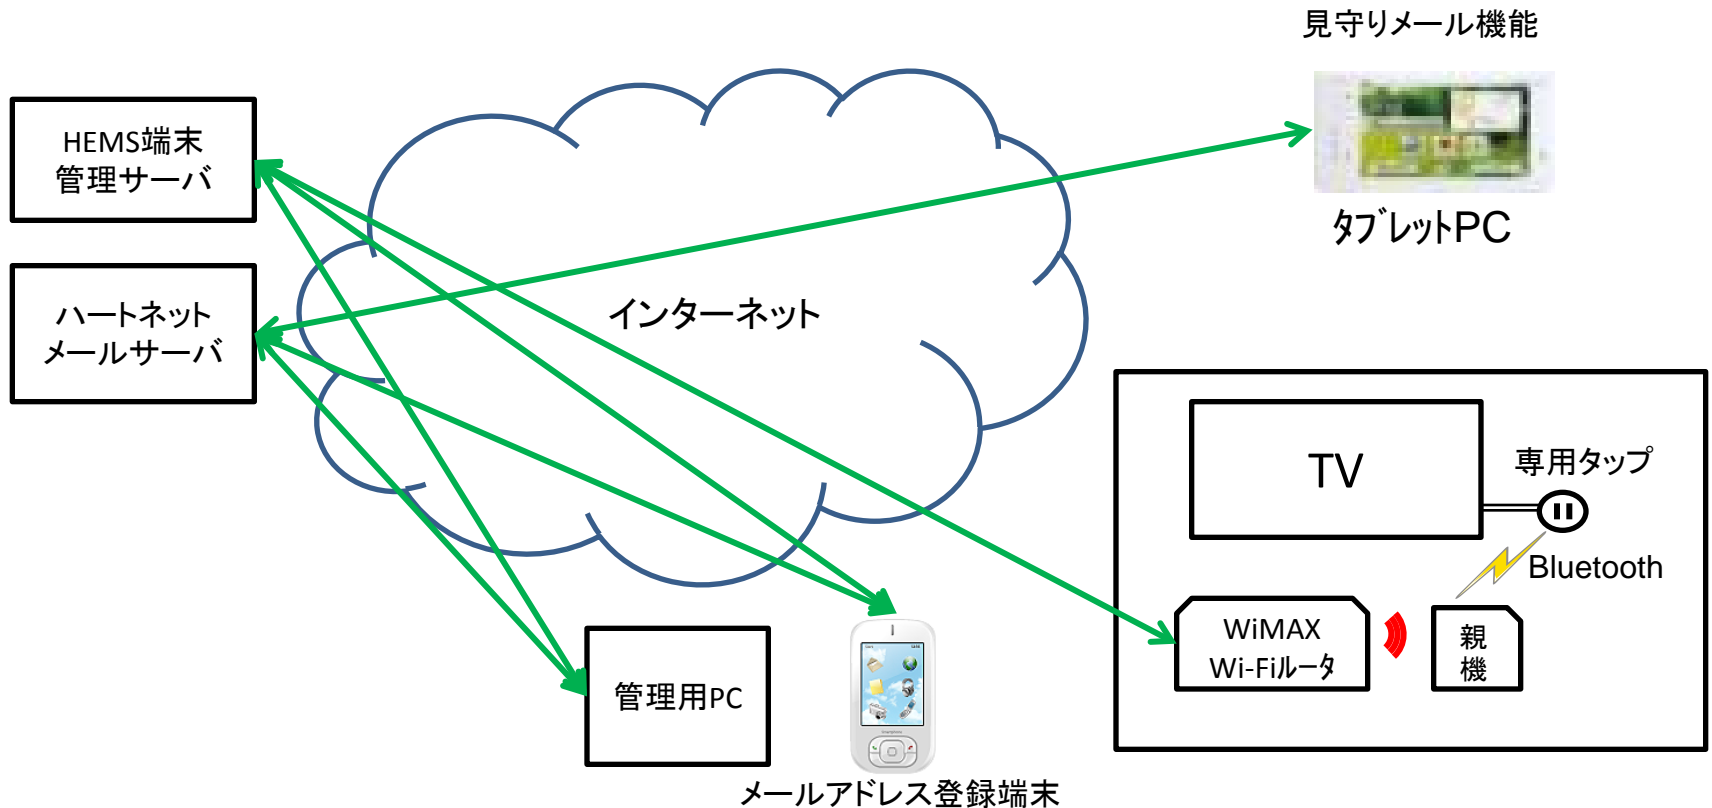 見守りメール機能
HEMS端末
管理サーバ
タブレットPC
ハートネット
メールサーバ
インターネット
TV
専用タップ
Bluetooth
WiMAX
Wi-Fiルータ
親
機
管理用PC
メールアドレス登録端末